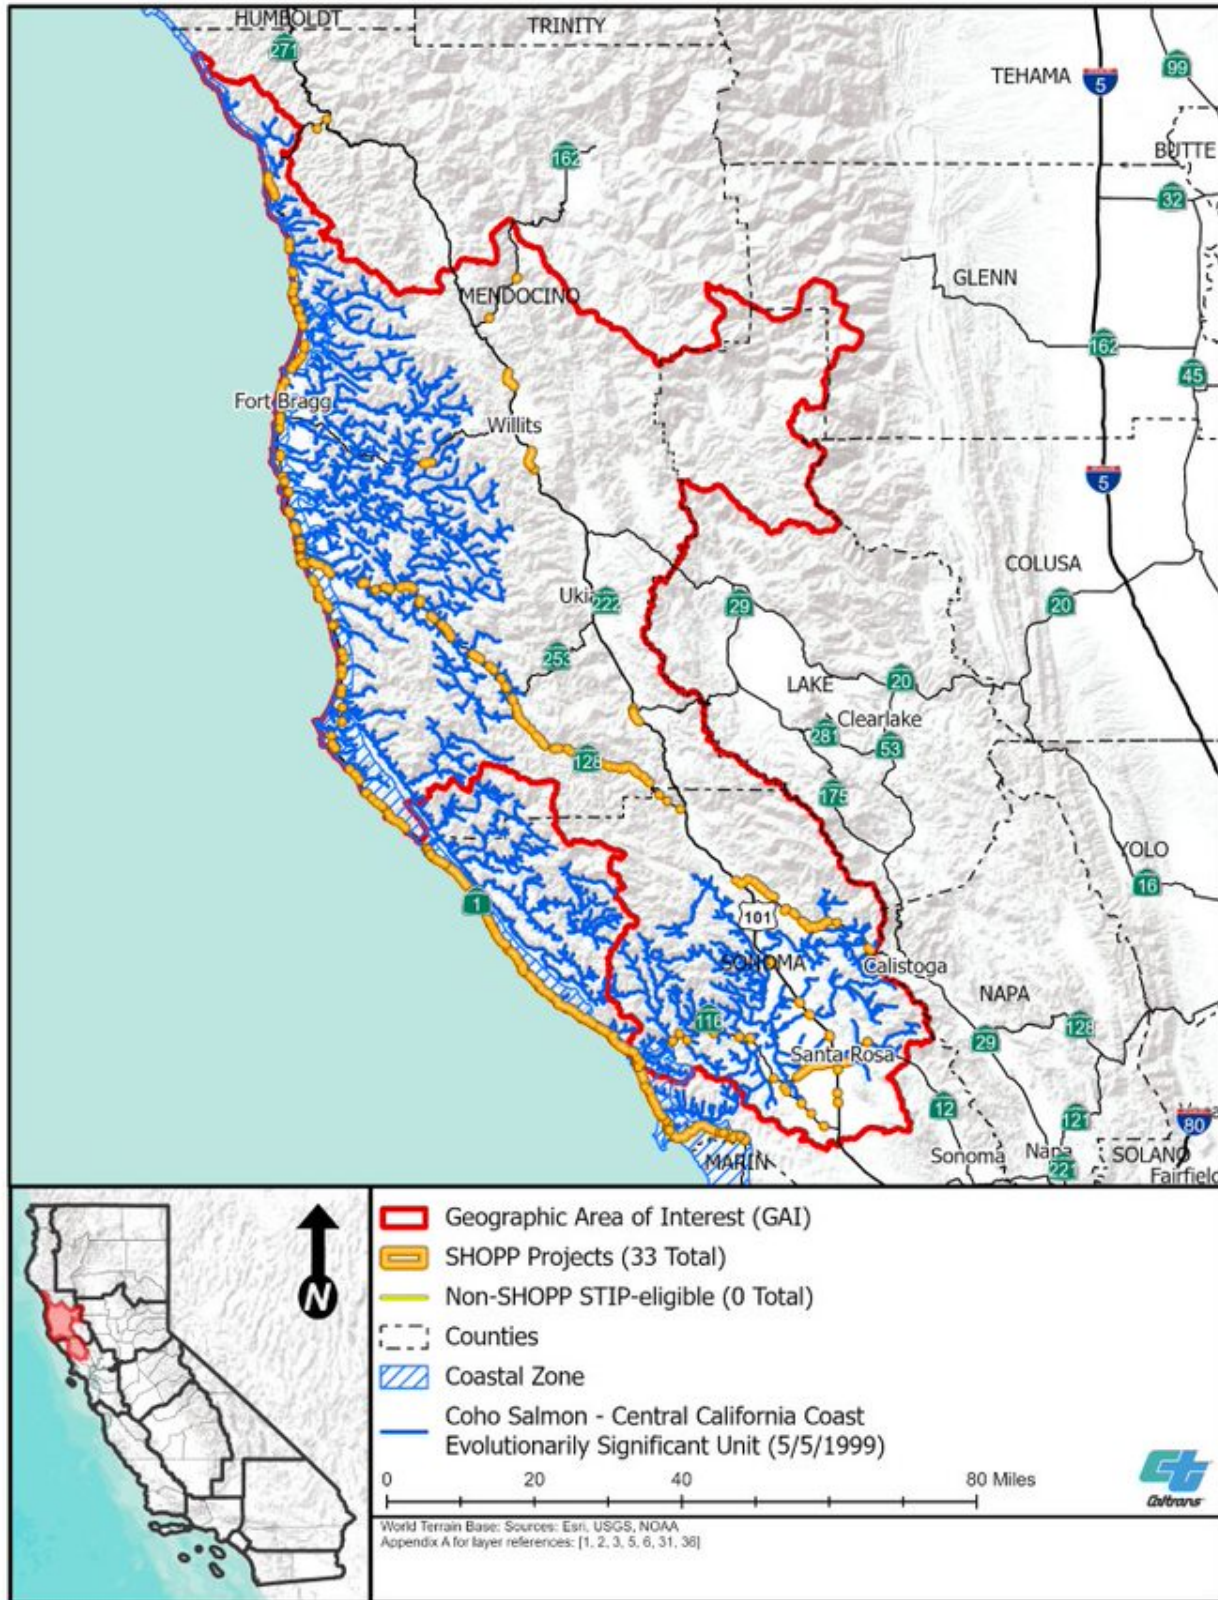 HUMBOLDT
TRINITY
271
TEHAMA
5
99
162
BUTTE
32
GLENN
MENDOCINO
162
45
Fort Bragg
Willits
5
COLUSA
222
29
20
253
LAKE
20
Clearlake
281
53
128
175
YOLO
16
1
101
SONOMA
Calistoga
NAPA
116
128
29
Santa Rosa
12
121
80
MARIN
Sonoma
Napa
221
SOLANO
Fairfield
N
Geographic Area of Interest (GAI)
SHOPP Projects (33 Total)
Non-SHOPP STIP-eligible (0 Total)
Counties
Coastal Zone
Coho Salmon - Central California Coast
Evolutionarily Significant Unit (5/5/1999)
0 20 40 80 Miles
Caltrans
World Terrain Base: Sources: Esri, USGS, NOAA
Appendix A for layer references: [1, 2, 3, 5, 6, 31, 36]